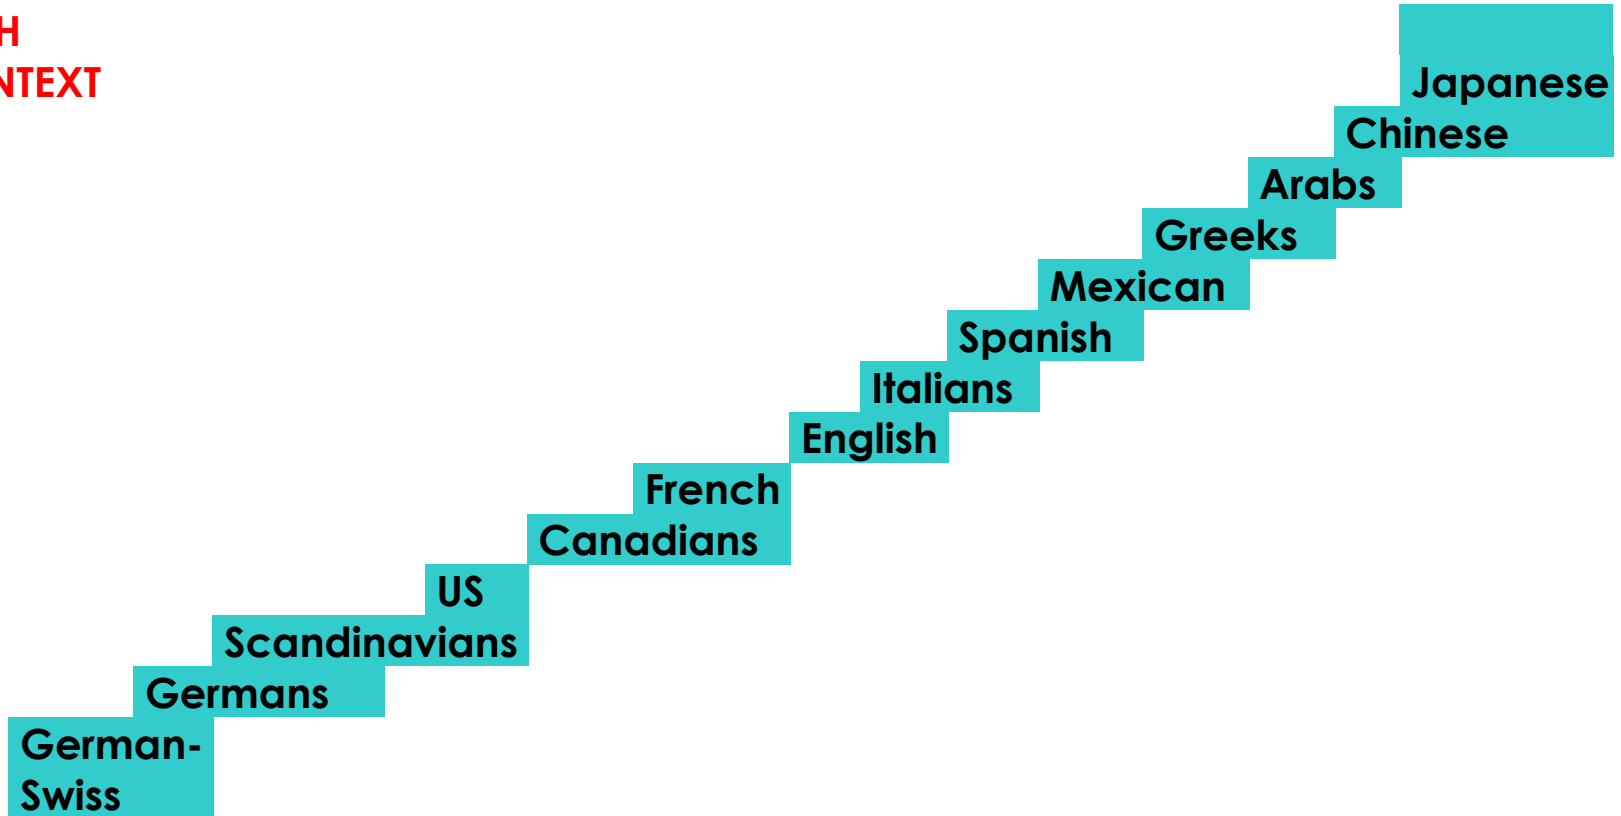 H
NTEXT
Japanese
Chinese
Arabs
Greeks
Mexican
Spanish
Italians
English
French
Canadians
US
Scandinavians
Germans
German-
Swiss